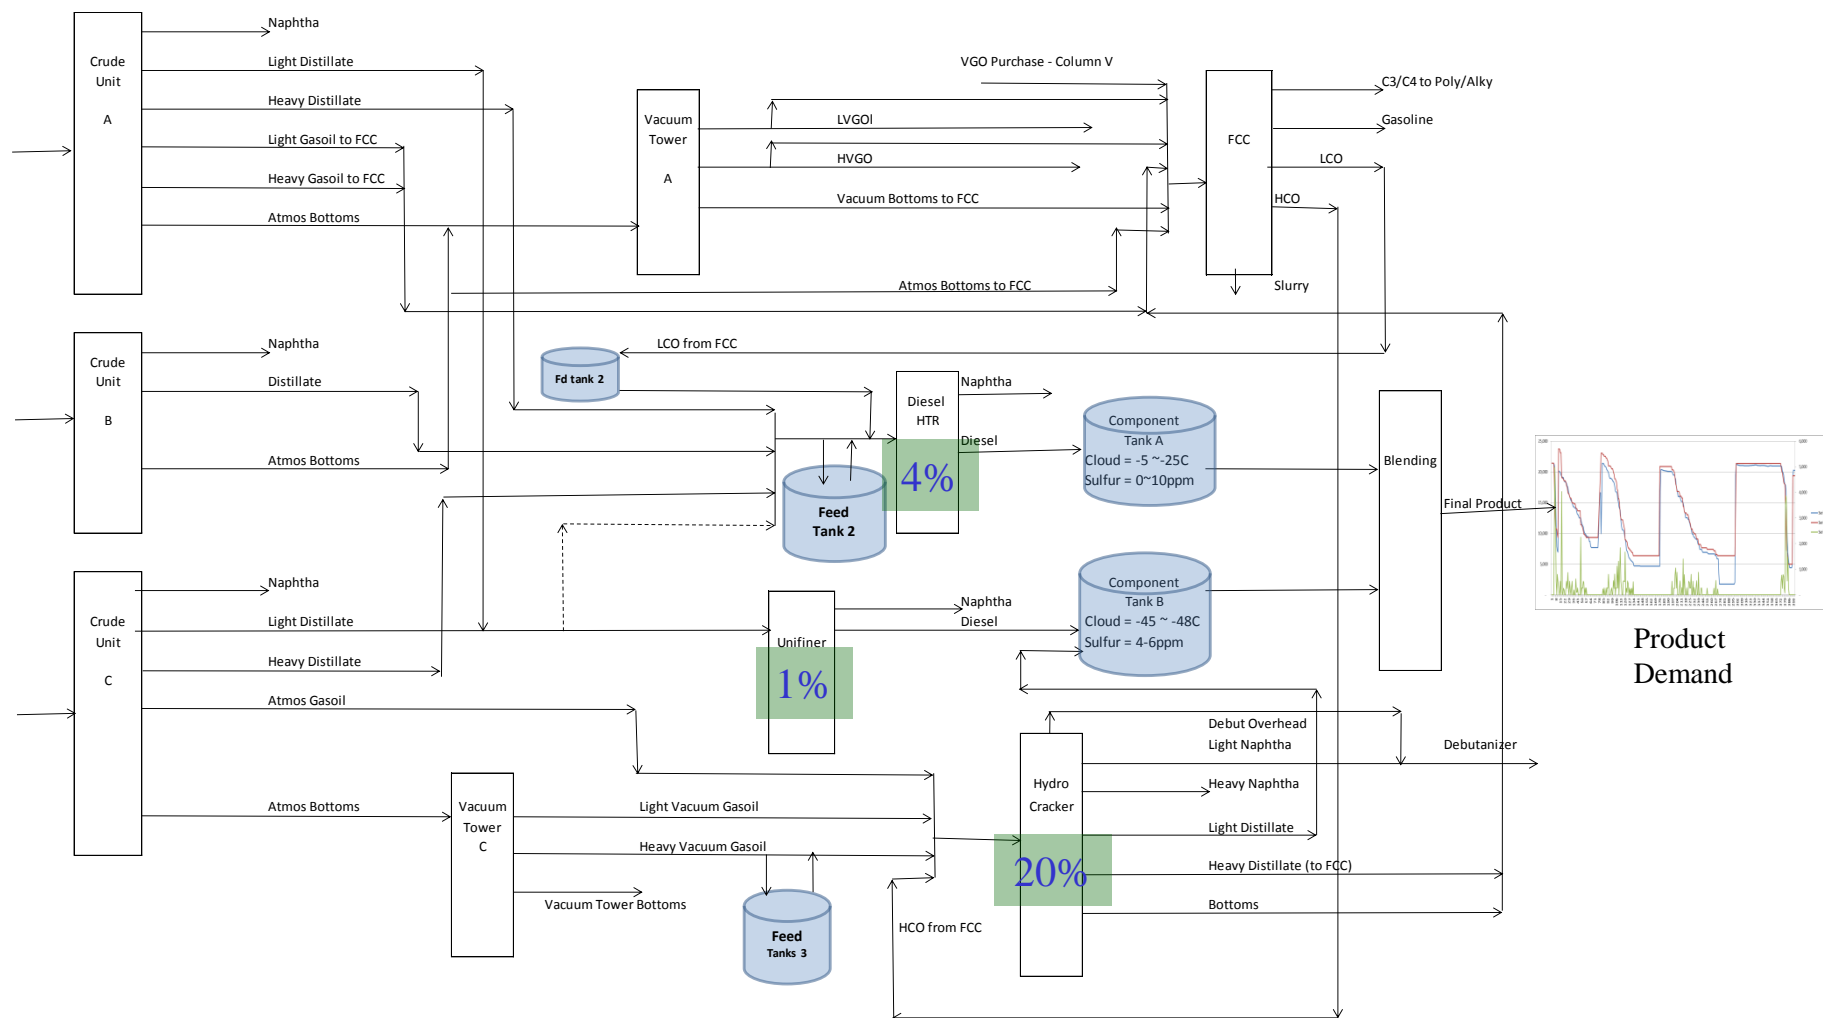 Naphtha
Crude
Unit
A
Light Distillate
Heavy Distillate
Light Gasoil to FCC
Heavy Gasoil to FCC
Atmos Bottoms
Vacuum
Tower
A
LVGOl
HVGO
Vacuum Bottoms to FCC
VGO Purchase - Column V
FCC
C3/C4 to Poly/Alky
Gasoline
LCO
HCO
Slurry
Atmos Bottoms to FCC
Crude
Unit
B
Naphtha
Distillate
Atmos Bottoms
LCO from FCC
Fd tank 2
Diesel
HTR
4%
Naphtha
Diesel
Feed
Tank 2
Component
Tank A
Cloud = -5 ~-25C
Sulfur = 0~10ppm
Blending
Final Product
Product
Demand
Crude
Unit
C
Naphtha
Light Distillate
Heavy Distillate
Atmos Gasoil
Atmos Bottoms
Unifiner
1%
Naphtha
Diesel
Component
Tank B
Cloud = -45 ~ -48C
Sulfur = 4-6ppm
Vacuum
Tower
C
Light Vacuum Gasoil
Heavy Vacuum Gasoil
Vacuum Tower Bottoms
Feed
Tanks 3
HCO from FCC
Hydro
Cracker
20%
Debut Overhead
Light Naphtha
Debutanizer
Heavy Naphtha
Light Distillate
Heavy Distillate (to FCC)
Bottoms